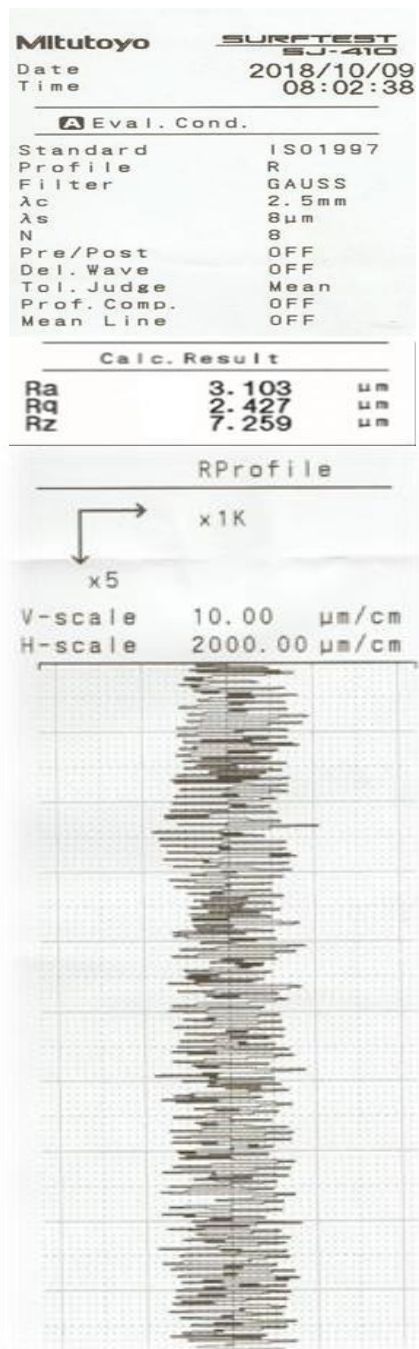 Mitutoyo SURFTEST
SJ-410
Date 2018/10/09
Time 08:02:38
A Eval. Cond.
Standard ISO1997
Profile R
Filter GAUSS
λc 2.5mm
λs 8μm
N 8
Pre/Post OFF
Del. Wave OFF
Tol. Judge Mean
Prof. Comp. OFF
Mean Line OFF
Calc. Result
Ra 3.103 μm
Rq 2.427 μm
Rz 7.259 μm
RProfile
x1K
x5
V-scale 10.00 μm/cm
H-scale 2000.00 μm/cm